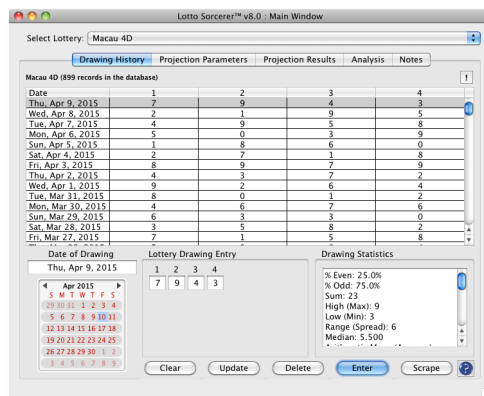 Lotto Sorcerer™ v8.0 : Main Window
Select Lottery: Macau 4D
Drawing History Projection Parameters Projection Results Analysis Notes
Macau 4D (899 records in the database) !
Date 1 2 3 4
Thu, Apr 9, 2015 7 9 4 3
Wed, Apr 8, 2015 2 1 9 5
Tue, Apr 7, 2015 4 9 5 8
Mon, Apr 6, 2015 5 0 3 9
Sun, Apr 5, 2015 1 8 6 0
Sat, Apr 4, 2015 2 7 1 8
Fri, Apr 3, 2015 8 9 7 9
Thu, Apr 2, 2015 4 3 7 2
Wed, Apr 1, 2015 9 2 6 4
Tue, Mar 31, 2015 8 0 1 2
Mon, Mar 30, 2015 4 6 7 6
Sun, Mar 29, 2015 6 3 3 0
Sat, Mar 28, 2015 3 5 8 2
Fri, Mar 27, 2015 7 1 5 8
Date of Drawing Lottery Drawing Entry Drawing Statistics
Thu, Apr 9, 2015
1 2 3 4
7 9 4 3
Apr 2015
S M T W T F S
29 30 31 1 2 3 4
5 6 7 8 9 10 11
12 13 14 15 16 17 18
19 20 21 22 23 24 25
26 27 28 29 30 1 2
3 4 5 6 7 8 9
% Even: 25.0%
% Odd: 75.0%
Sum: 23
High (Max): 9
Low (Min): 3
Range (Spread): 6
Median: 5.500
Clear Update Delete Enter Scrape ?